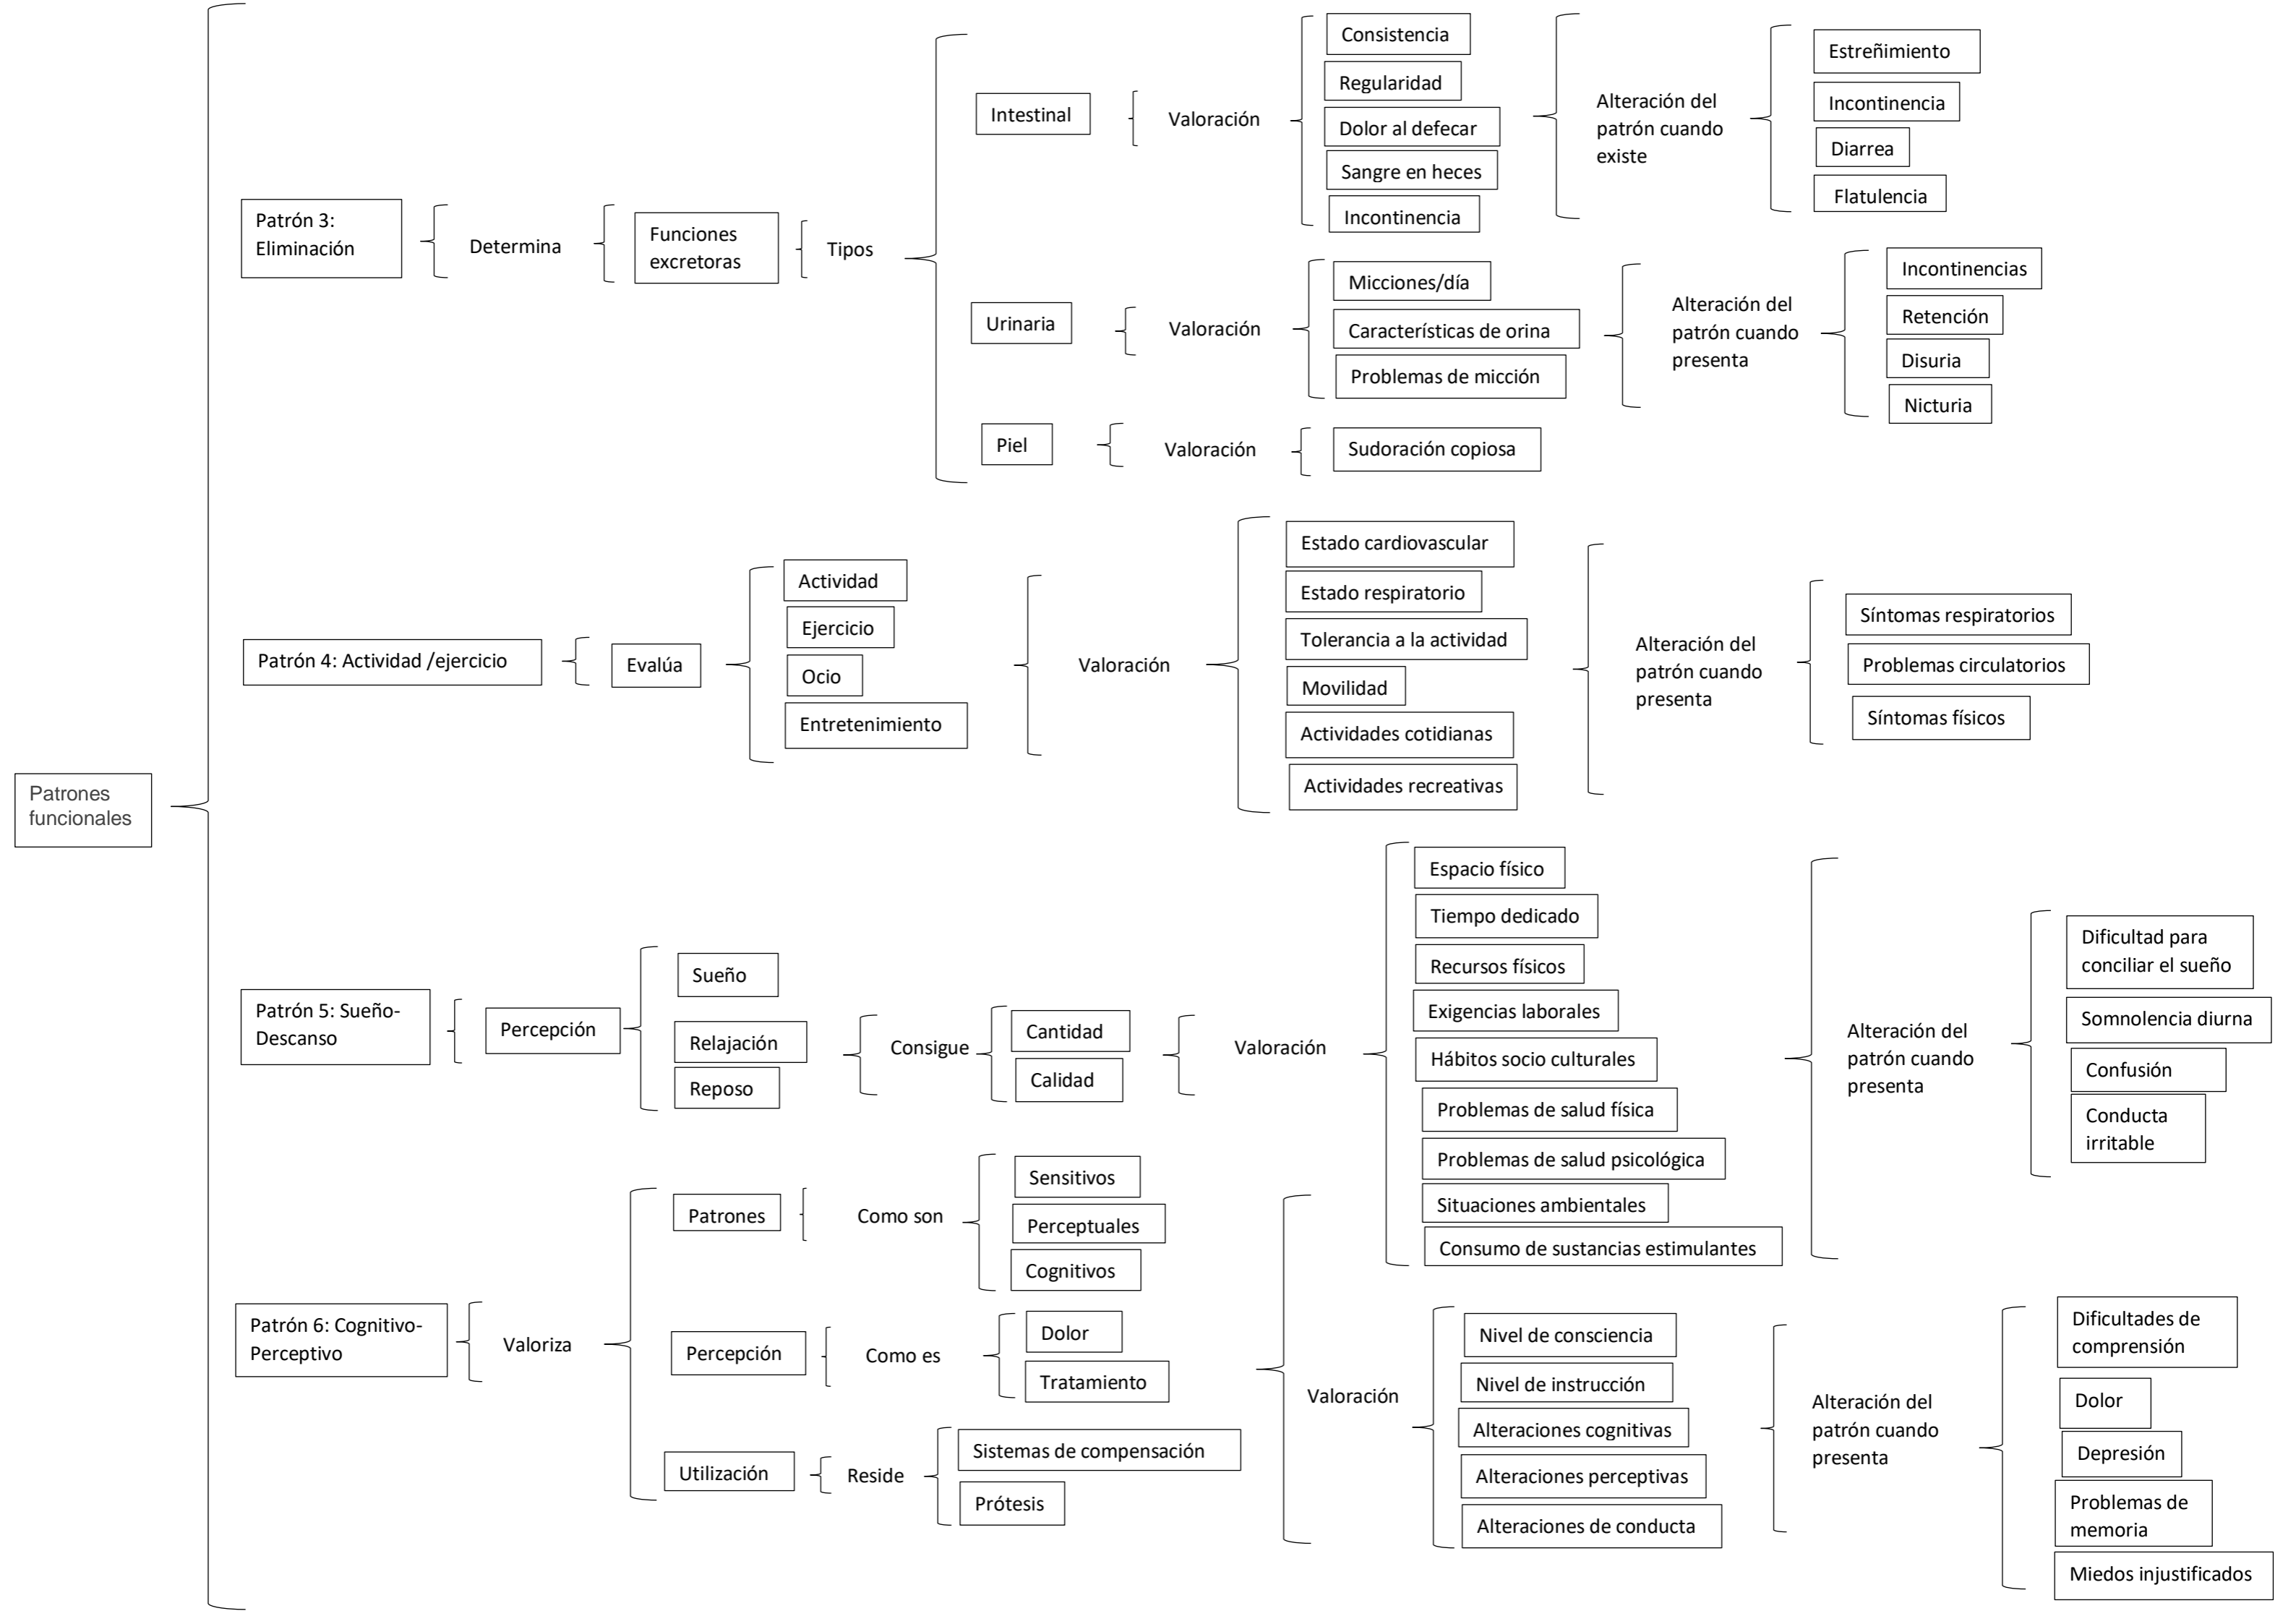 Patrones
funcionales
Patrón 3:
Eliminación
Determina
Funciones
excretoras
Tipos
Intestinal
Valoración
Consistencia
Regularidad
Dolor al defecar
Sangre en heces
Incontinencia
Alteración del
patrón cuando
existe
Estreñimiento
Incontinencia
Diarrea
Flatulencia
Urinaria
Valoración
Micciones/día
Características de orina
Problemas de micción
Alteración del
patrón cuando
presenta
Incontinencias
Retención
Disuria
Nicturia
Piel
Valoración
Sudoración copiosa
Patrón 4: Actividad /ejercicio
Evalúa
Actividad
Ejercicio
Ocio
Entretenimiento
Valoración
Estado cardiovascular
Estado respiratorio
Tolerancia a la actividad
Movilidad
Actividades cotidianas
Actividades recreativas
Alteración del
patrón cuando
presenta
Síntomas respiratorios
Problemas circulatorios
Síntomas físicos
Patrón 5: Sueño-
Descanso
Percepción
Sueño
Relajación
Reposo
Consigue
Cantidad
Calidad
Valoración
Espacio físico
Tiempo dedicado
Recursos físicos
Exigencias laborales
Hábitos socio culturales
Problemas de salud física
Problemas de salud psicológica
Situaciones ambientales
Consumo de sustancias estimulantes
Alteración del
patrón cuando
presenta
Dificultad para
conciliar el sueño
Somnolencia diurna
Confusión
Conducta
irritable
Patrón 6: Cognitivo-
Perceptivo
Valoriza
Patrones
Como son
Sensitivos
Perceptuales
Cognitivos
Percepción
Como es
Dolor
Tratamiento
Utilización
Reside
Sistemas de compensación
Prótesis
Valoración
Nivel de consciencia
Nivel de instrucción
Alteraciones cognitivas
Alteraciones perceptivas
Alteraciones de conducta
Alteración del
patrón cuando
presenta
Dificultades de
comprensión
Dolor
Depresión
Problemas de
memoria
Miedos injustificados